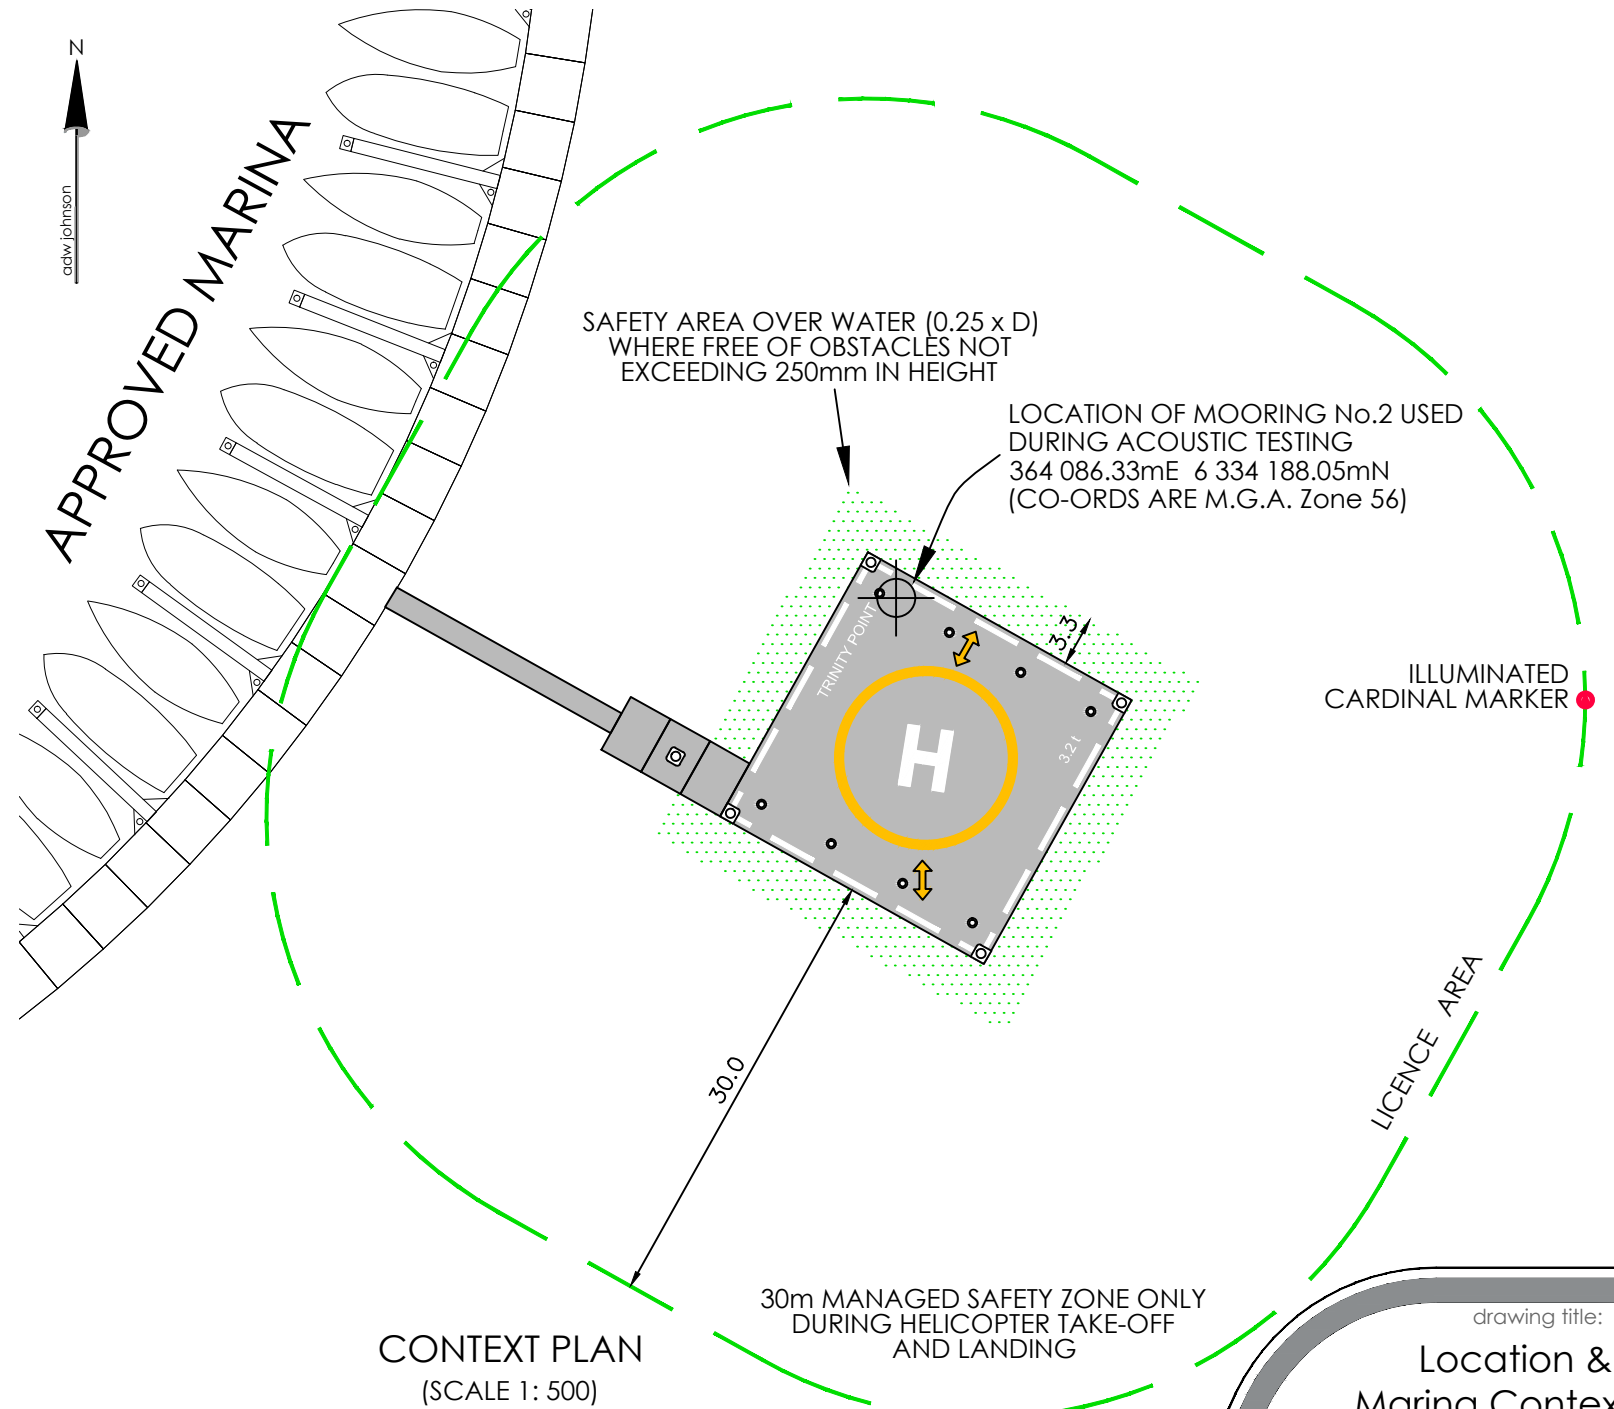 N
adw johnson
APPROVED MARINA
SAFETY AREA OVER WATER (0.25 x D)
WHERE FREE OF OBSTACLES NOT
EXCEEDING 250mm IN HEIGHT
LOCATION OF MOORING No.2 USED
DURING ACOUSTIC TESTING
364 086.33mE 6 334 188.05mN
(CO-ORDS ARE M.G.A. Zone 56)
3.3
TRINITY POINT
H
3.2 t
ILLUMINATED
CARDINAL MARKER
30.0
LICENCE AREA
30m MANAGED SAFETY ZONE ONLY
DURING HELICOPTER TAKE-OFF
AND LANDING
CONTEXT PLAN
(SCALE 1: 500)
drawing title:
Location &
Marina Context